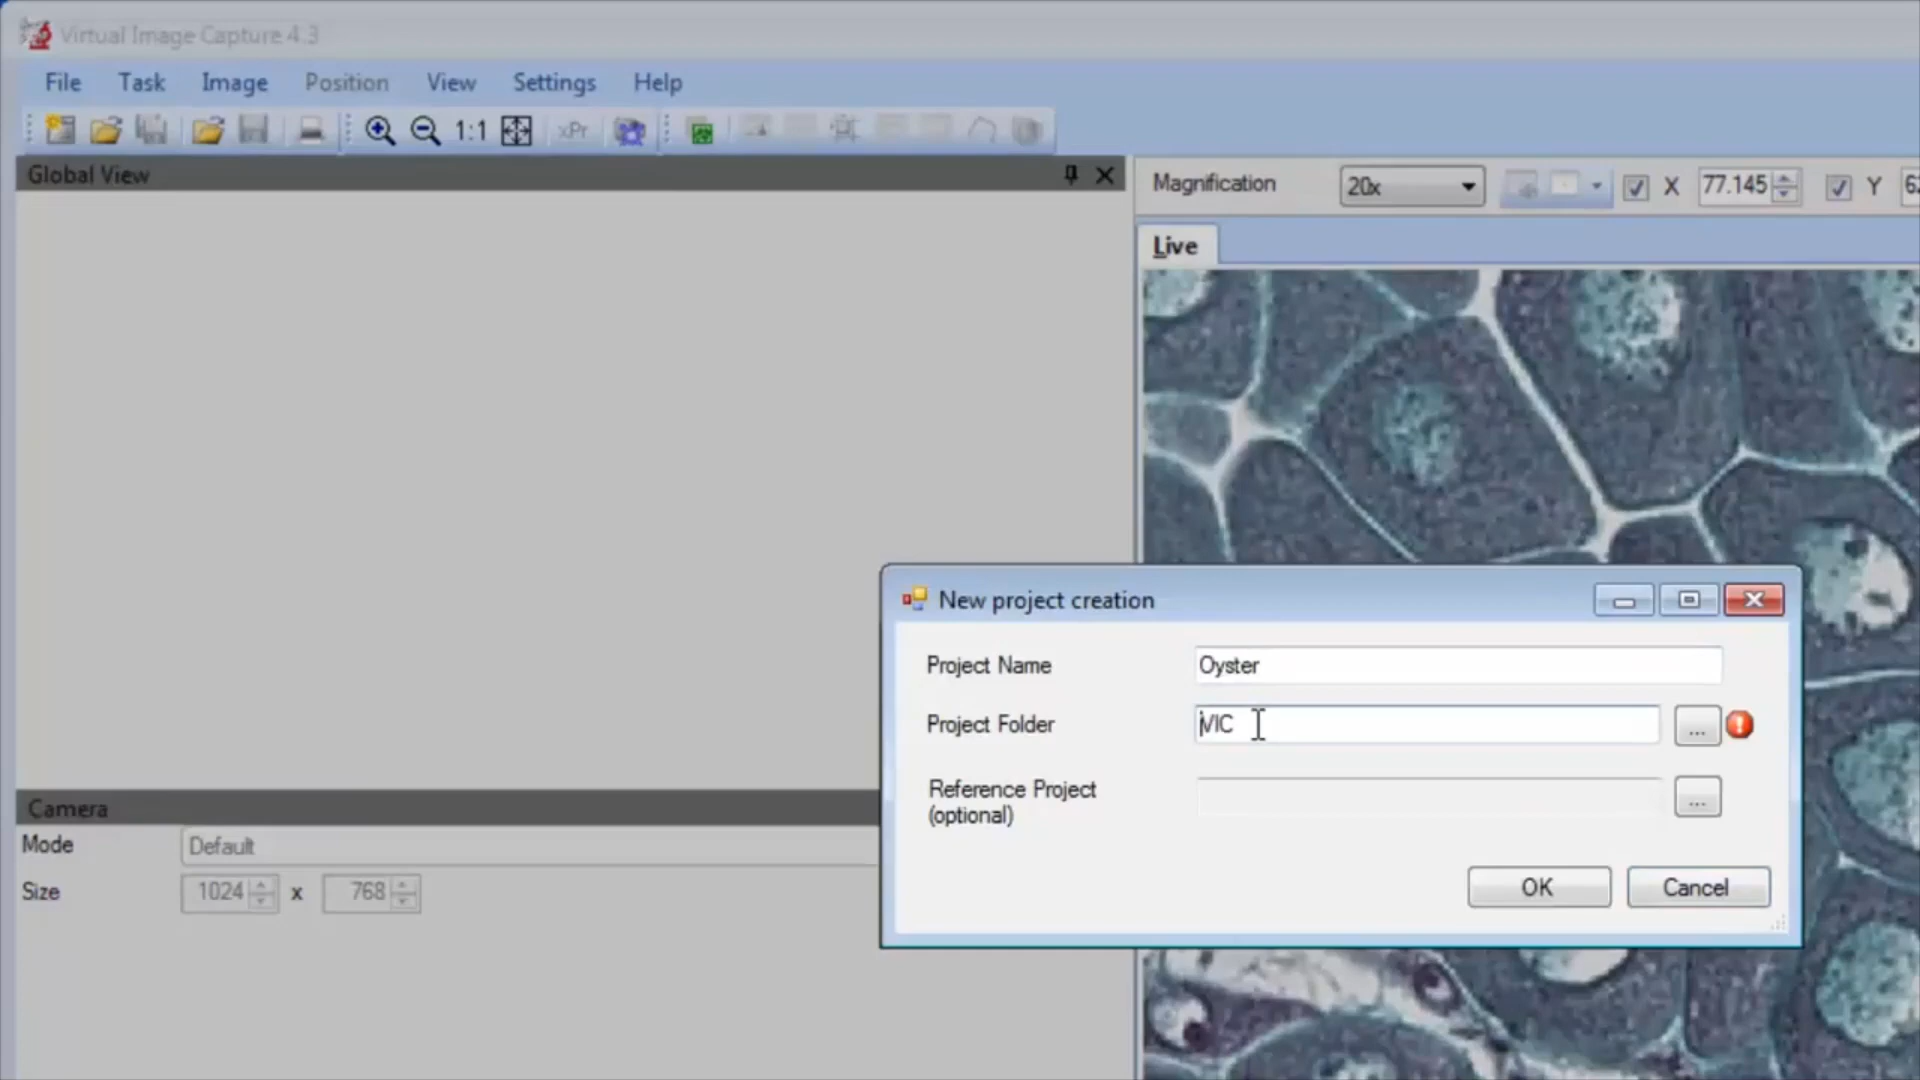 Virtual Image Capture 4.3
File Task Image Position View Settings Help
1:1 xPr
Global View
Magnification 20x X 77.145 Y 62
Live
New project creation
Project Name Oyster
Project Folder VIC ...
Reference Project ...
(optional)
OK Cancel
Camera
Mode Default
Size 1024 x 768